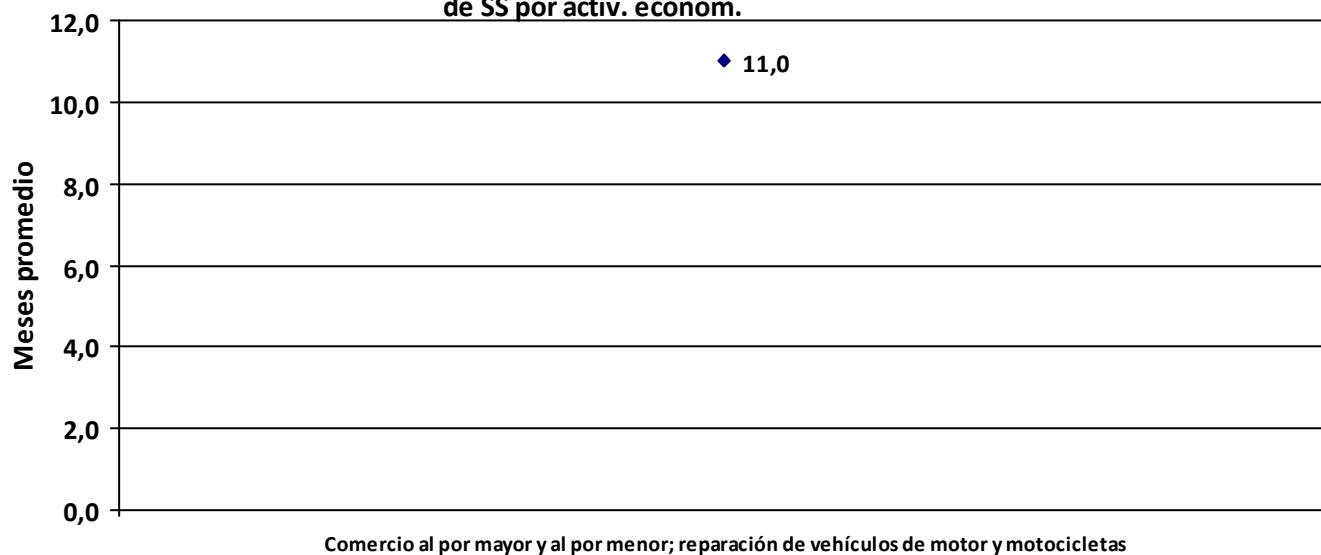 de SS por activ. econom.
12,0
11,0
10,0
8,0
6,0
4,0
2,0
0,0
Meses promedio
Comercio al por mayor y al por menor; reparación de vehículos de motor y motocicletas